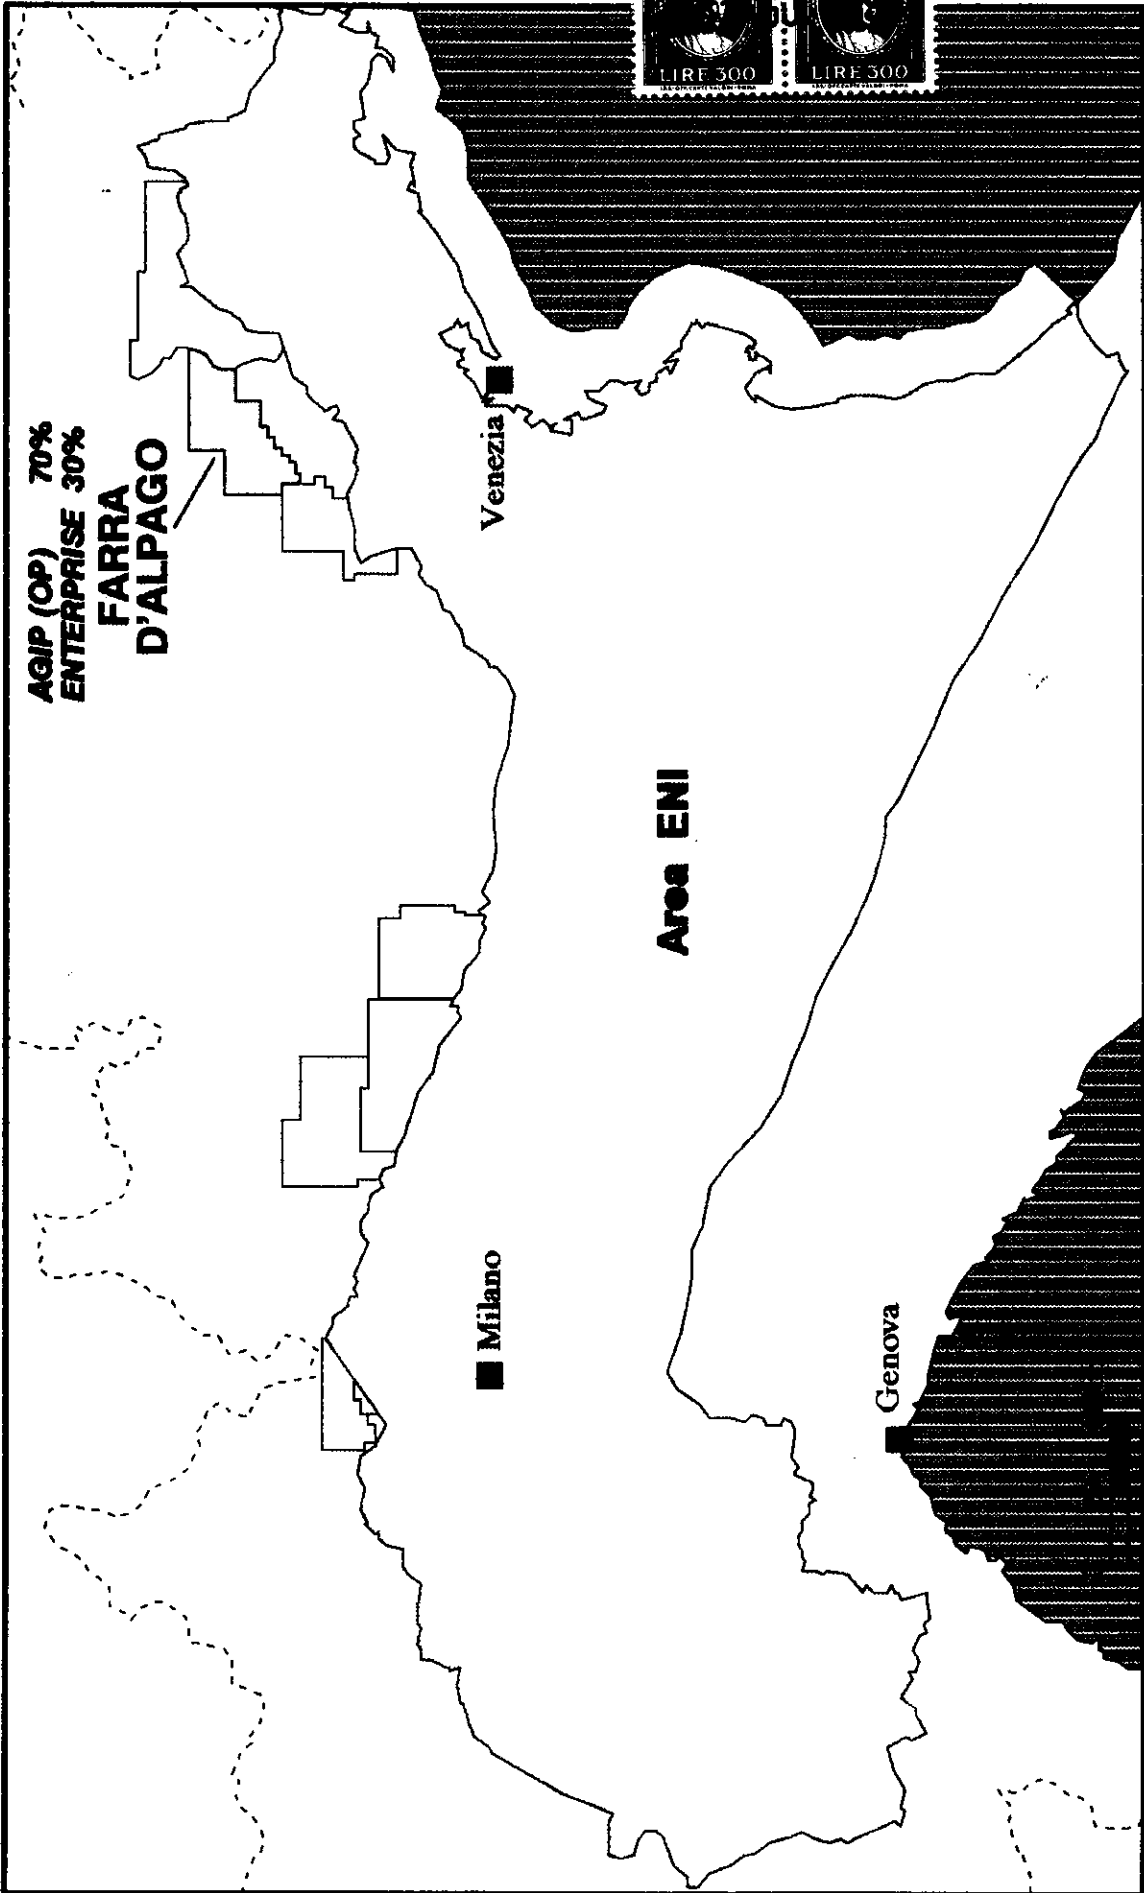 AGIP (OP) 70%
ENTERPRISE 30%
FARRA
D'ALPAGO
Venezia
Area ENI
Milano
Genova
LIRE 300
LIRE 300